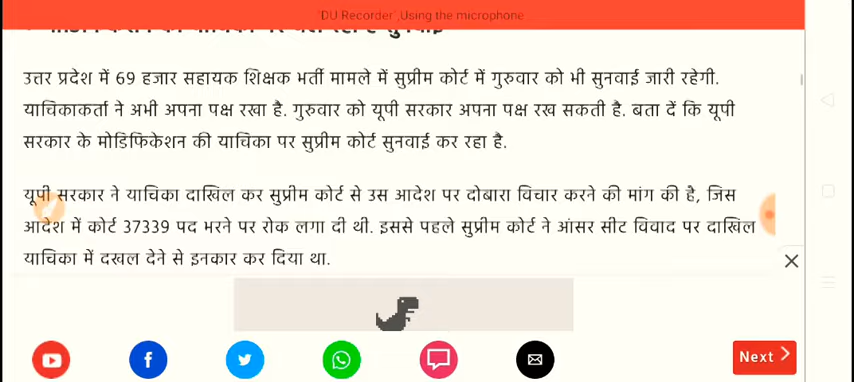 'DU Recorder',Using the microphone
उत्तर प्रदेश में 69 हजार सहायक शिक्षक भर्ती मामले में सुप्रीम कोर्ट में गुरुवार को भी सुनवाई जारी रहेगी.
याचिकाकर्ता ने अभी अपना पक्ष रखा है. गुरुवार को यूपी सरकार अपना पक्ष रख सकती है. बता दें कि यूपी
सरकार के मोडिफिकेशन की याचिका पर सुप्रीम कोर्ट सुनवाई कर रहा है.
यूपी सरकार ने याचिका दाखिल कर सुप्रीम कोर्ट से उस आदेश पर दोबारा विचार करने की मांग की है, जिस
आदेश में कोर्ट 37339 पद भरने पर रोक लगा दी थी. इससे पहले सुप्रीम कोर्ट ने आंसर सीट विवाद पर दाखिल
याचिका में दखल देने से इनकार कर दिया था.
Next